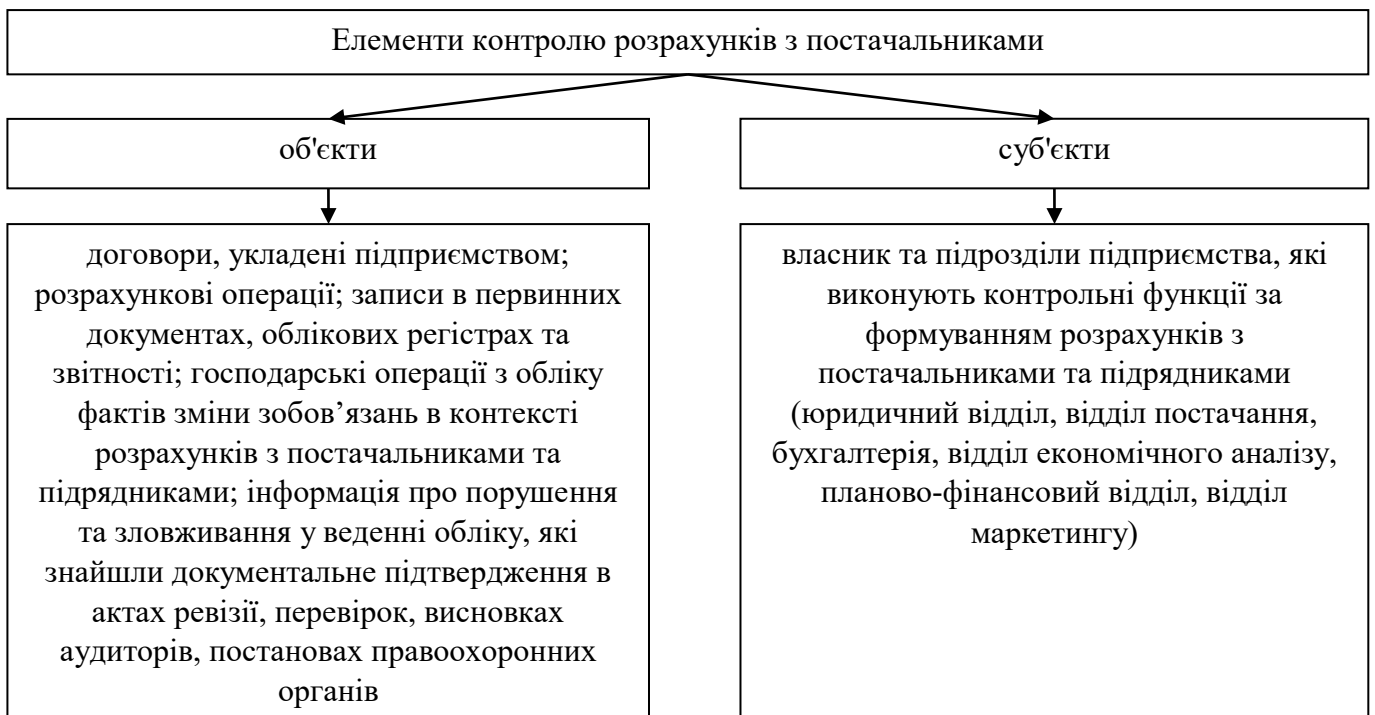 Елементи контролю розрахунків з постачальниками
об'єкти
суб'єкти
договори, укладені підприємством;
розрахункові операції; записи в первинних
документах, облікових регістрах та
звітності; господарські операції з обліку
фактів зміни зобов’язань в контексті
розрахунків з постачальниками та
підрядниками; інформація про порушення
та зловживання у веденні обліку, які
знайшли документальне підтвердження в
актах ревізії, перевірок, висновках
аудиторів, постановах правоохоронних
органів
власник та підрозділи підприємства, які
виконують контрольні функції за
формуванням розрахунків з
постачальниками та підрядниками
(юридичний відділ, відділ постачання,
бухгалтерія, відділ економічного аналізу,
планово-фінансовий відділ, відділ
маркетингу)